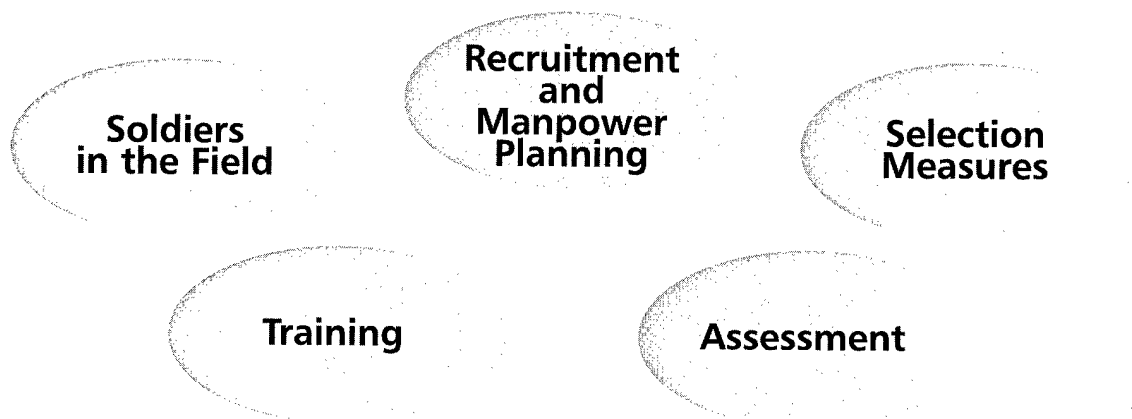 Recruitment
and
Manpower
Planning
Soldiers
in the Field
Selection
Measures
Training
Assessment